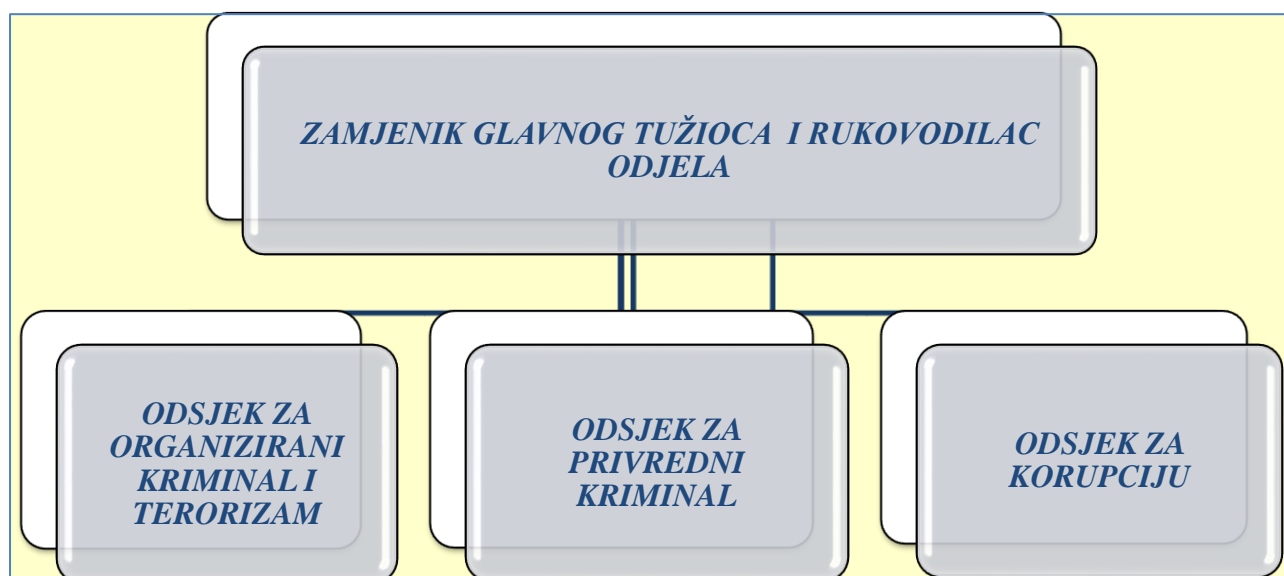 ZAMJENIK GLAVNOG TUŽIOCA I RUKOVODILAC
ODJELA
ODSJEK ZA
ORGANIZIRANI
KRIMINAL I
TERORIZAM
ODSJEK ZA
PRIVREDNI
KRIMINAL
ODSJEK ZA
KORUPCIJU